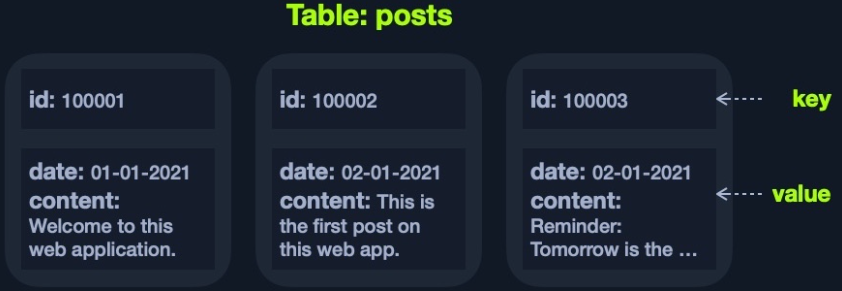 Table: posts
id: 100001
date: 01-01-2021
content:
Welcome to this
web application.
id: 100002
date: 02-01-2021
content: This is
the first post on
this web app.
id: 100003
date: 02-01-2021
content:
Reminder:
Tomorrow is the ...
key
value